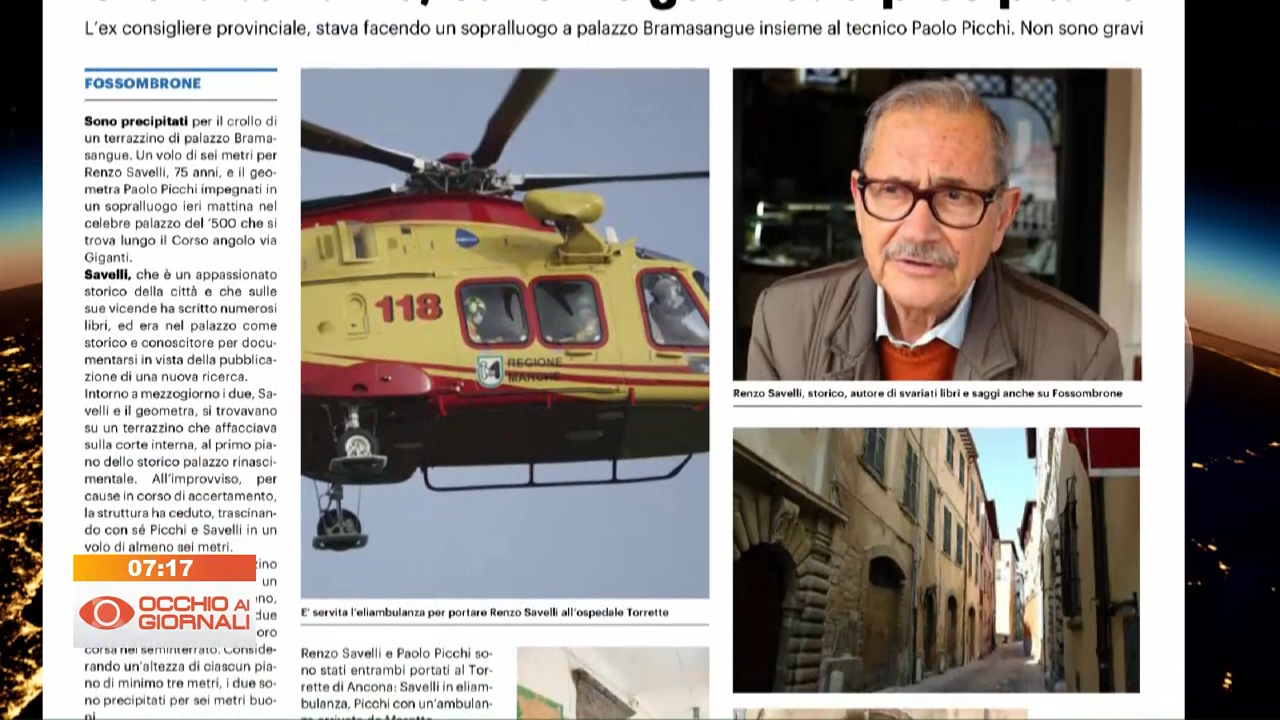 L'ex consigliere provinciale, stava facendo un sopralluogo a palazzo Bramasangue insieme al tecnico Paolo Picchi. Non sono gravi
FOSSOMBRONE
Sono precipitati per il crollo di
un terrazzino di palazzo Brama-
sangue. Un volo di sei metri per
Renzo Savelli, 75 anni, e il geo-
metra Paolo Picchi impegnati in
un sopralluogo ieri mattina nel
celebre palazzo del '500 che si
trova lungo il Corso angolo via
Giganti.
Savelli, che è un appassionato
storico della città e che sulle
sue vicende ha scritto numerosi
libri, ed era nel palazzo come
storico e conoscitore per docu-
mentarsi in vista della pubblica-
zione di una nuova ricerca.
Intorno a mezzogiorno i due, Sa-
velli e il geometra, si trovavano
su un terrazzino che affacciava
sulla corte interna, al primo pia-
no dello storico palazzo rinasci-
mentale. All'improvviso, per
cause in corso di accertamento,
la struttura ha ceduto, trascinan-
do con sé Picchi e Savelli in un
volo di almeno sei metri.
un
due
corsa nel seminterrato. Conside-
rando un'altezza di ciascun pia-
no di minimo tre metri, i due so-
no precipitati per sei metri buo-
ni.
07:17
OCCHIO AI
GIORNALI
118
REGIONE
MARCHE
E' servita l'eliambulanza per portare Renzo Savelli all'ospedale Torrette
Renzo Savelli e Paolo Picchi so-
no stati entrambi portati al Tor-
rette di Ancona: Savelli in eliam-
bulanza, Picchi con un'ambulan-
Renzo Savelli, storico, autore di svariati libri e saggi anche su Fossombrone